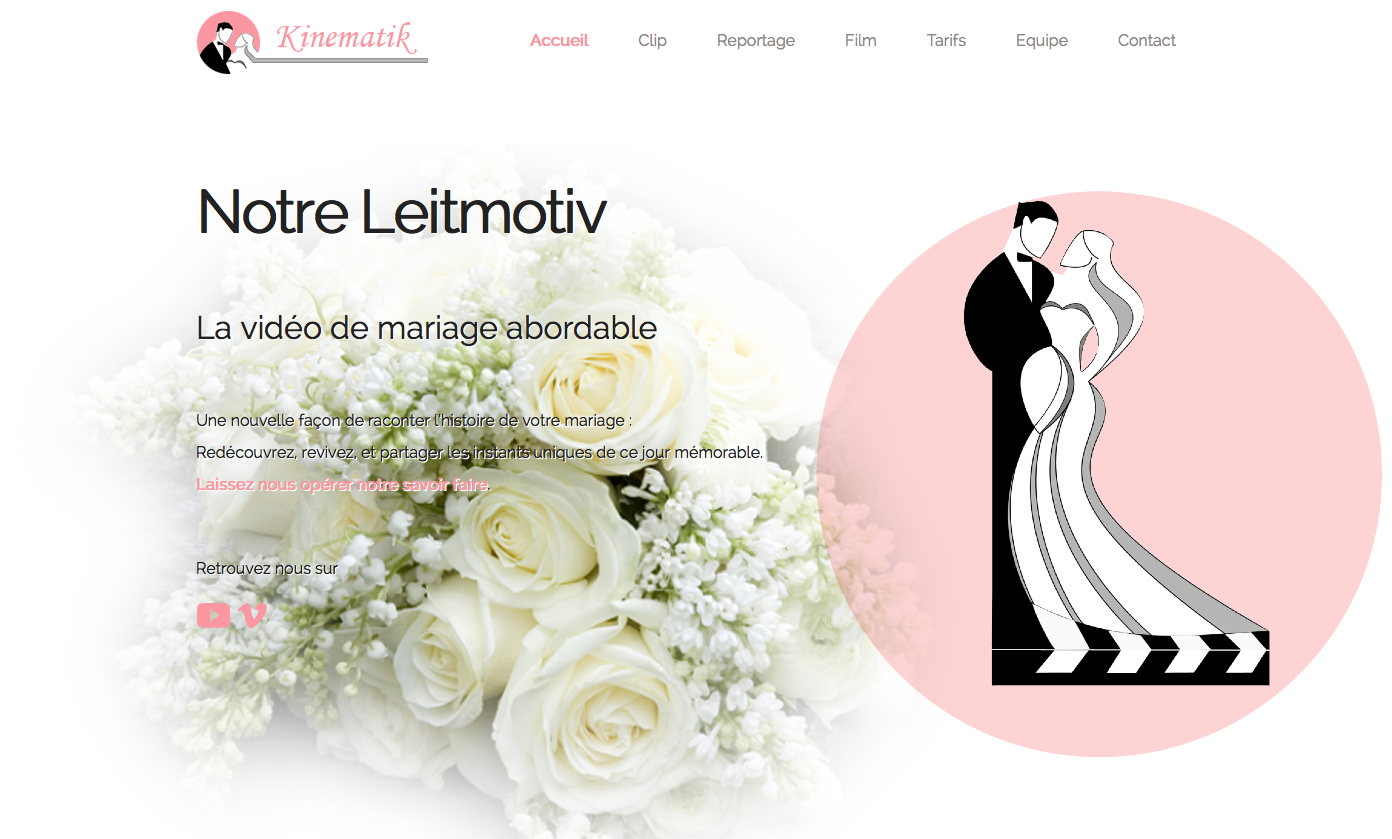 Kinematik
Accueil Clip Reportage Film Tarifs Equipe Contact
Notre Leitmotiv
La vidéo de mariage abordable
Une nouvelle façon de raconter l'histoire de votre mariage :
Redécouvrez, revivez, et partager les instants uniques de ce jour mémorable.
Laissez nous opérer notre savoir faire.
Retrouvez nous sur